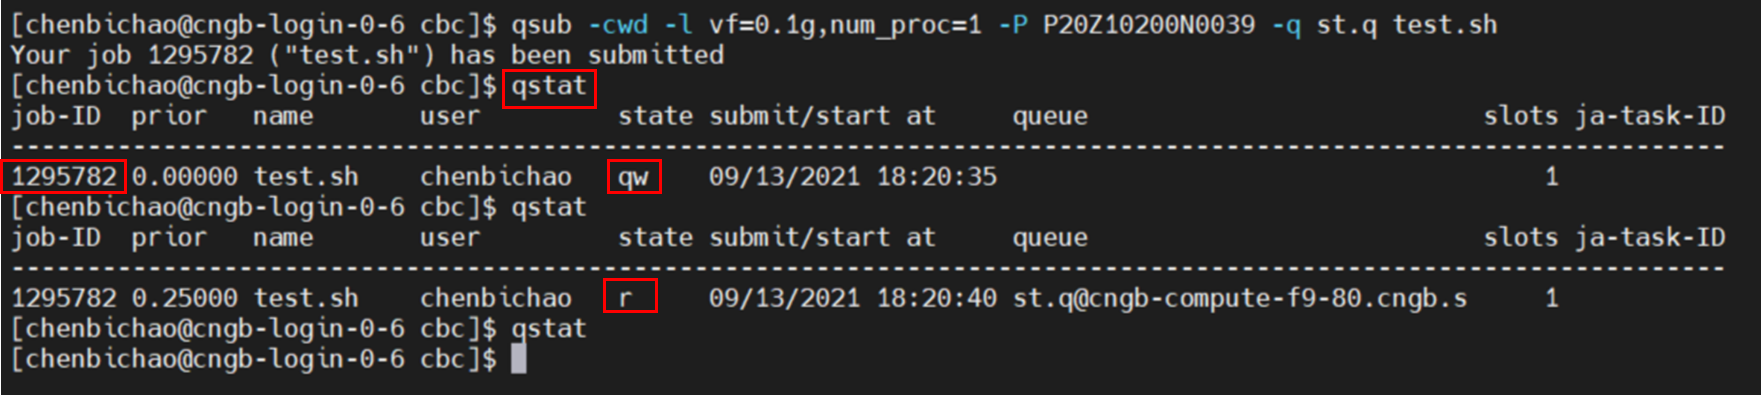 [chenbichao@cngb-login-0-6 cbc]$ qsub -cwd -l vf=0.1g,num_proc=1 -P P20Z10200N0039 -q st.q test.sh
Your job 1295782 ("test.sh") has been submitted
[chenbichao@cngb-login-0-6 cbc]$ qstat
job-ID  prior   name       user         state submit/start at     queue                          slots ja-task-ID
-----------------------------------------------------------------------------------------------------------------
1295782 0.00000 test.sh    chenbichao   qw    09/13/2021 18:20:35                                    1
[chenbichao@cngb-login-0-6 cbc]$ qstat
job-ID  prior   name       user         state submit/start at     queue                          slots ja-task-ID
-----------------------------------------------------------------------------------------------------------------
1295782 0.25000 test.sh    chenbichao   r     09/13/2021 18:20:40 st.q@cngb-compute-f9-80.cngb.s     1
[chenbichao@cngb-login-0-6 cbc]$ qstat
[chenbichao@cngb-login-0-6 cbc]$